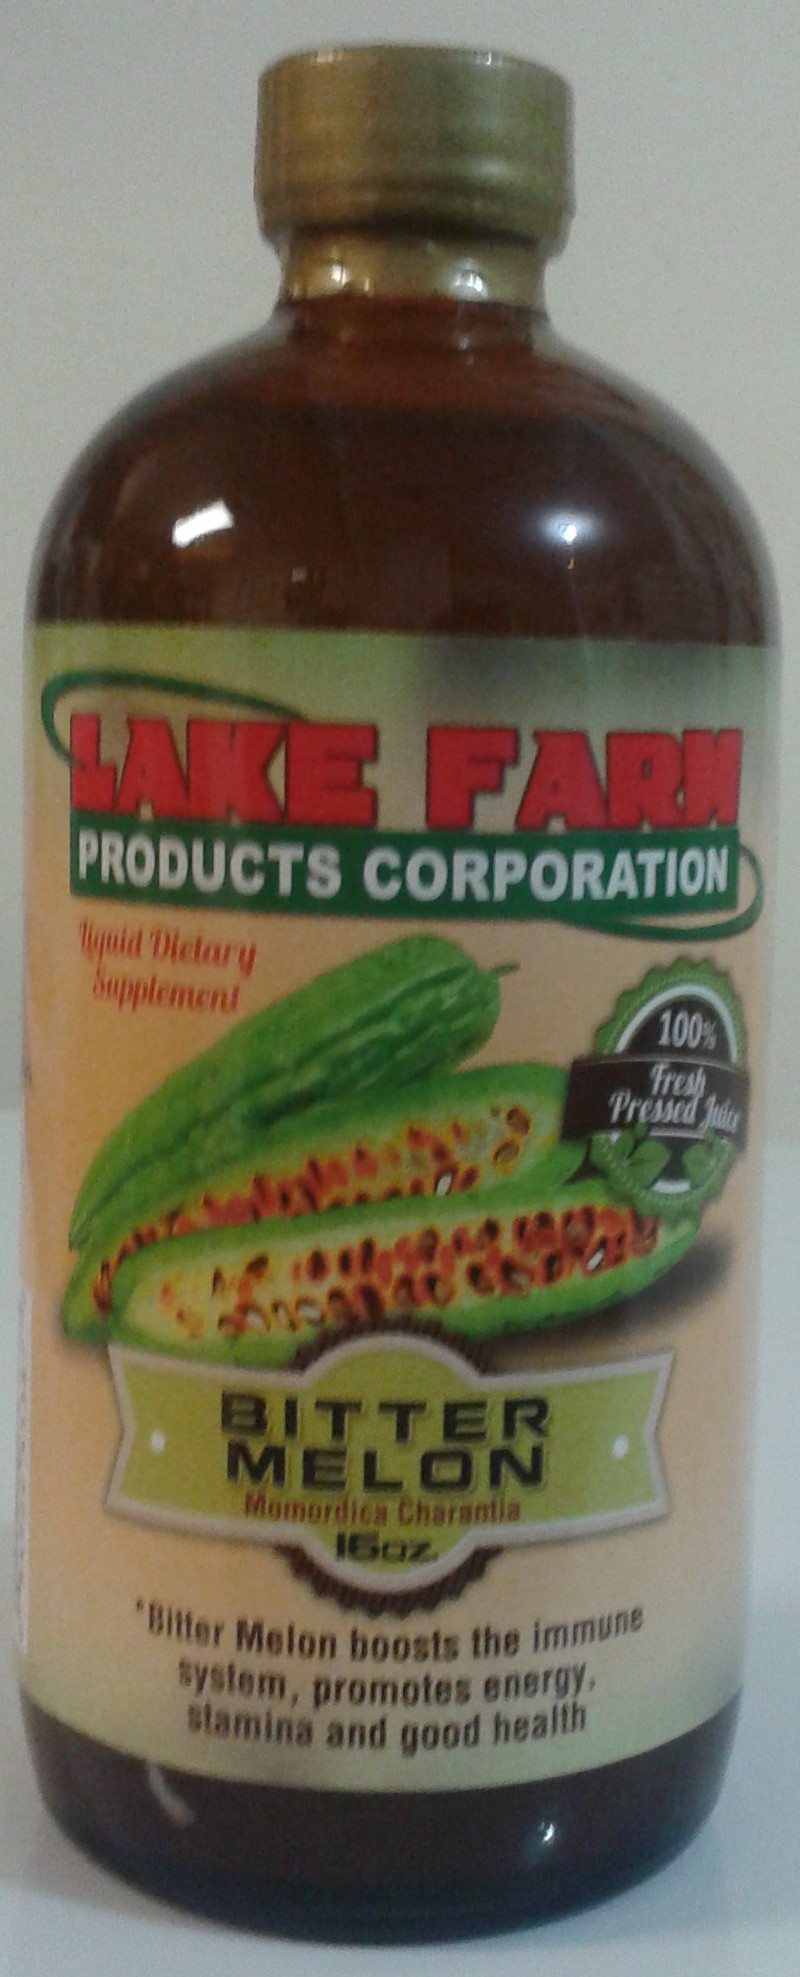 LAKE FARM
PRODUCTS CORPORATION
Liquid Dietary
Supplement
100%
Fresh
Pressed Juice
BITTER
MELON
Momordica Charantia
16oz.
*Bitter Melon boosts the immune
system, promotes energy,
stamina and good health